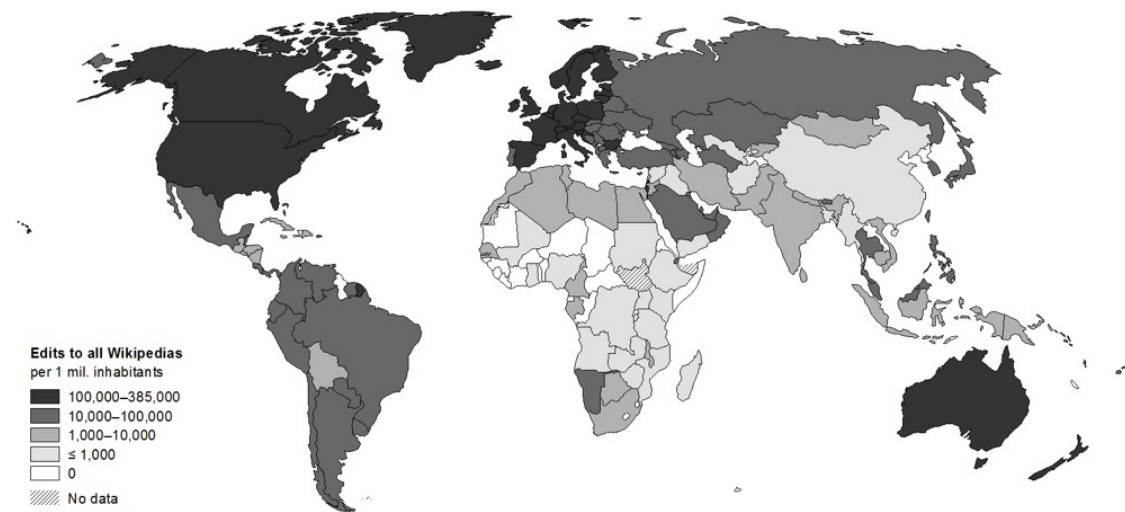 Edits to all Wikipedias
per 1 mil. inhabitants
100,000–385,000
10,000–100,000
1,000–10,000
≤ 1,000
0
No data